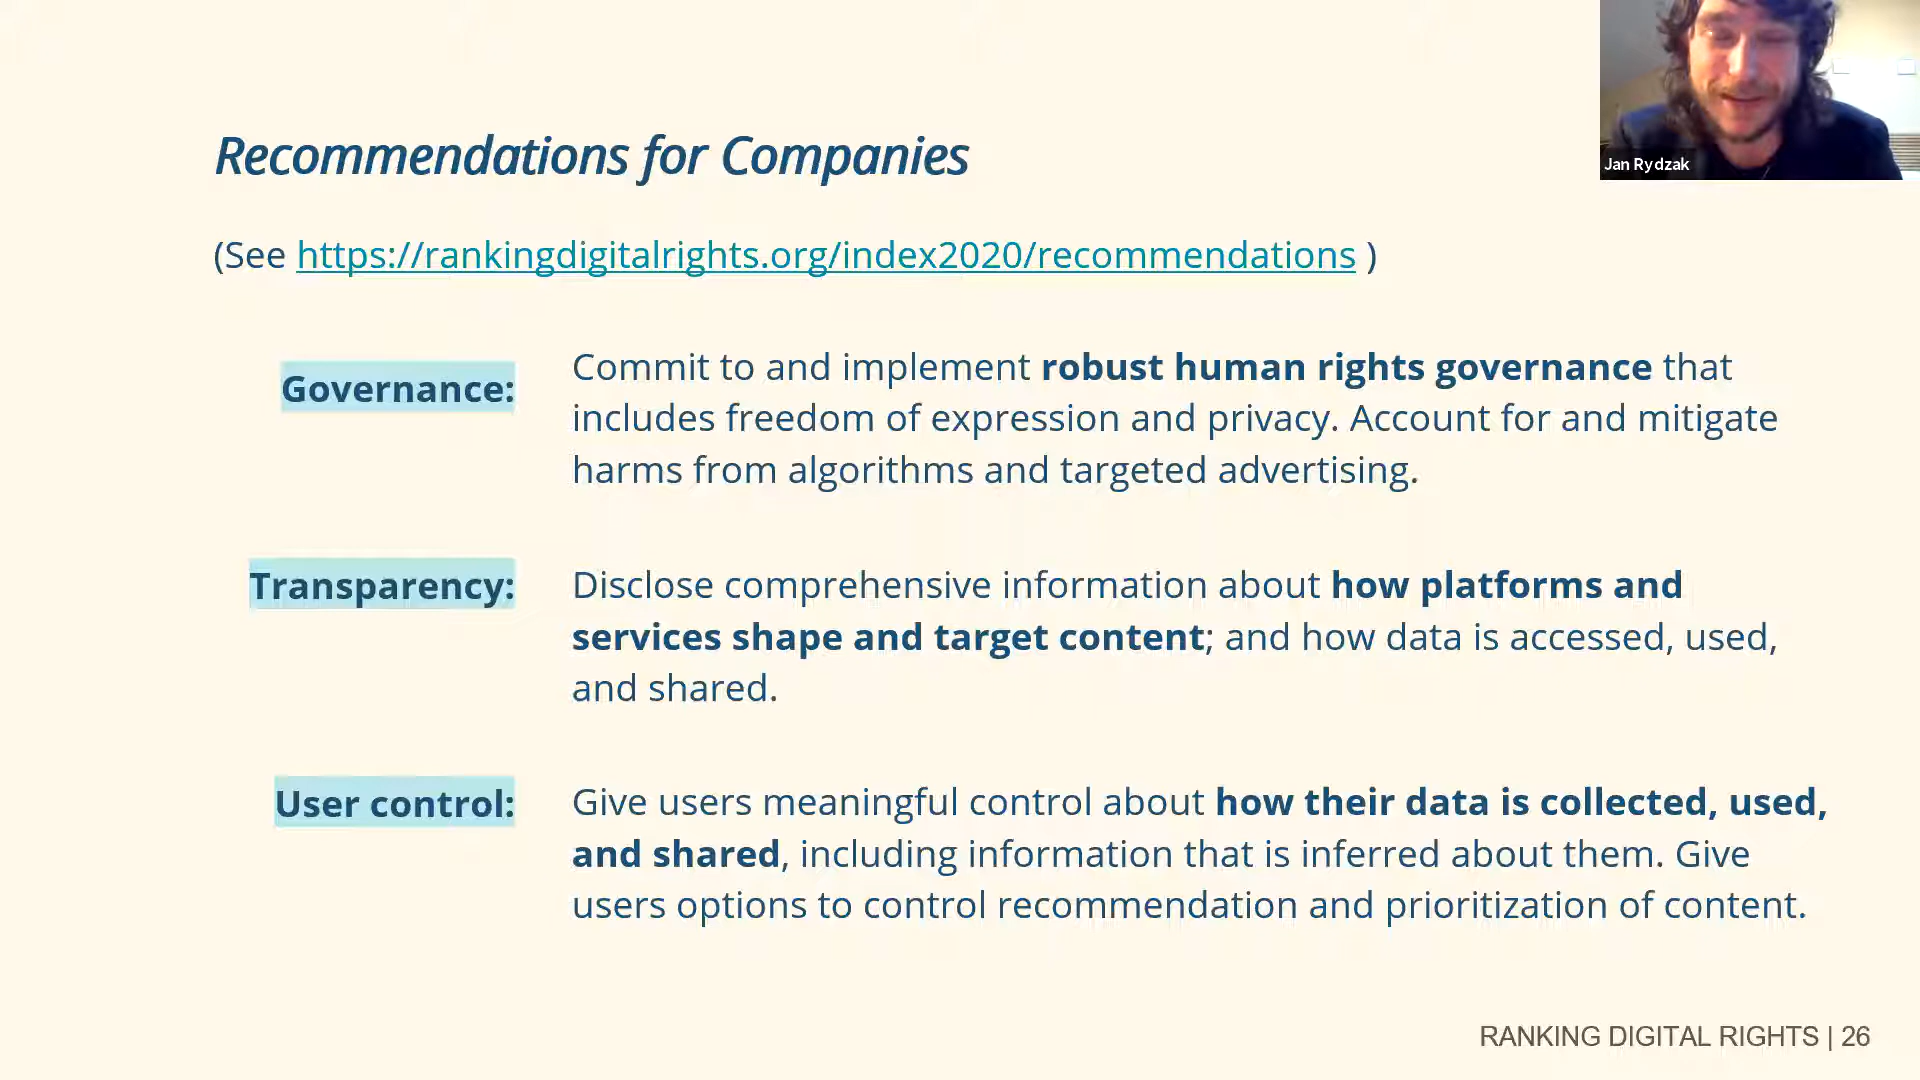 Jan Rydzak
Recommendations for Companies
(See https://rankingdigitalrights.org/index2020/recommendations )
Governance:
Commit to and implement robust human rights governance that
includes freedom of expression and privacy. Account for and mitigate
harms from algorithms and targeted advertising.
Transparency:
Disclose comprehensive information about how platforms and
services shape and target content; and how data is accessed, used,
and shared.
User control:
Give users meaningful control about how their data is collected, used,
and shared, including information that is inferred about them. Give
users options to control recommendation and prioritization of content.
RANKING DIGITAL RIGHTS | 26